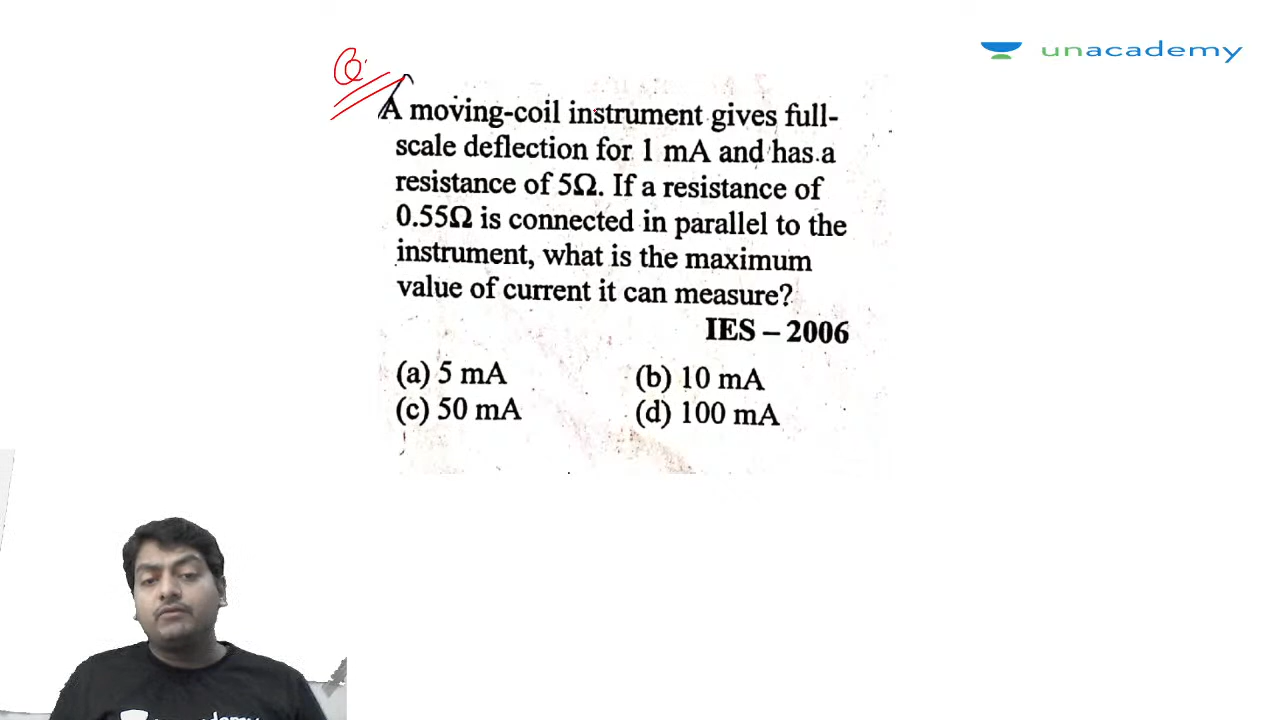 unacademy
Q.
A moving-coil instrument gives full-
scale deflection for 1 mA and has a
resistance of 5Ω. If a resistance of
0.55Ω is connected in parallel to the
instrument, what is the maximum
value of current it can measure?
IES – 2006
(a) 5 mA (b) 10 mA
(c) 50 mA (d) 100 mA